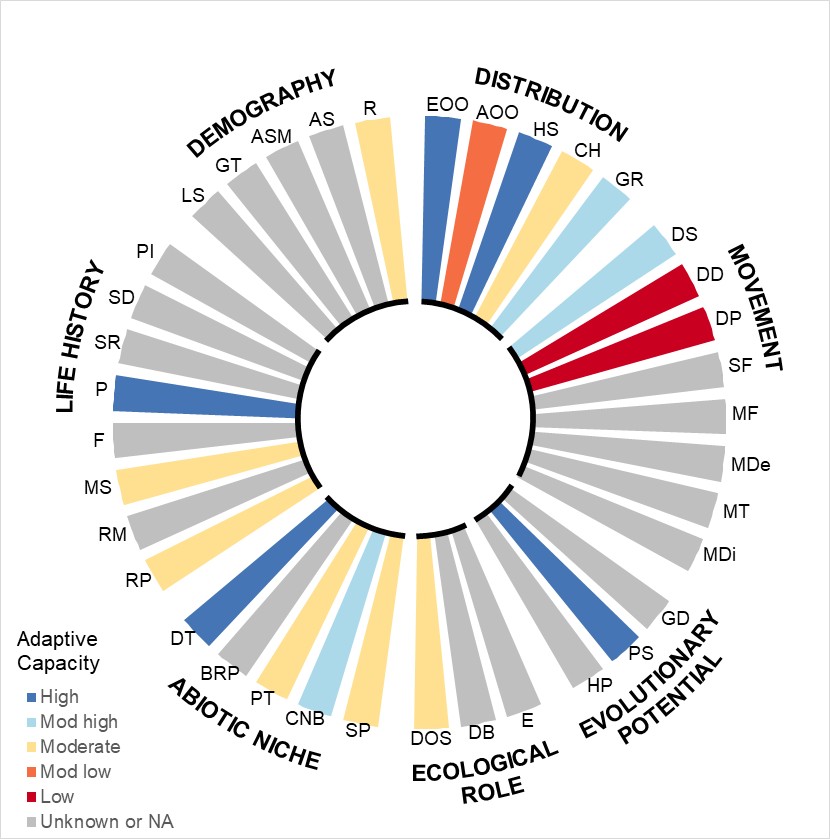 DISTRIBUTION
EOO
AOO
HS
CH
GR
MOVEMENT
DS
DD
DP
SF
MF
MDe
MT
MDi
EVOLUTIONARY
POTENTIAL
GD
PS
HP
ECOLOGICAL
ROLE
E
DB
DOS
ABIOTIC NICHE
SP
CNB
PT
BRP
DT
LIFE HISTORY
RP
RM
MS
F
P
SR
SD
PI
DEMOGRAPHY
LS
GT
ASM
AS
R
Adaptive
Capacity
High
Mod high
Moderate
Mod low
Low
Unknown or NA